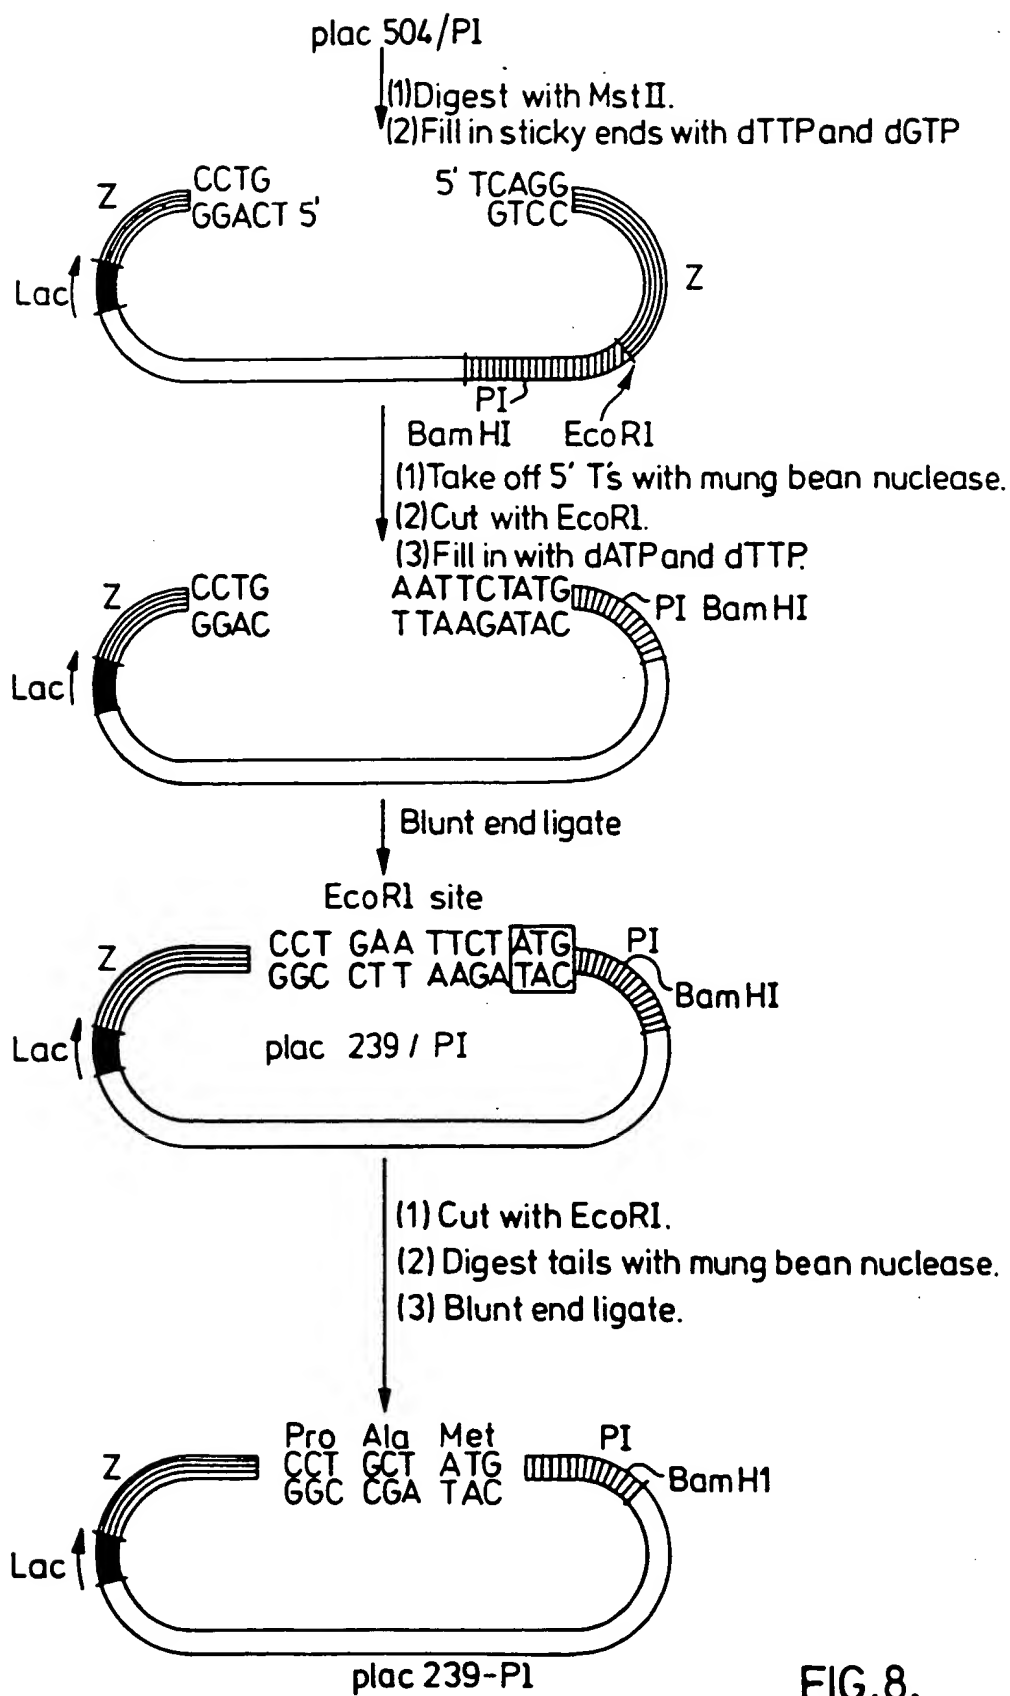 plac 504/PI
(1)Digest with MstII.
(2)Fill in sticky ends with dTTP and dGTP
Z
CCTG
GGACT 5'
5' TCAGG
GTCC
Z
Lac
PI
BamHI EcoR1
(1)Take off 5' T's with mung bean nuclease.
(2)Cut with EcoR1.
(3)Fill in with dATP and dTTP.
Z
CCTG
GGAC
AATTCTATG
TTAAGATAC
PI BamHI
Lac
Blunt end ligate
EcoR1 site
Z
CCT GAA TTCT ATG
GGC CTT AAGA TAC
PI
BamHI
Lac
plac 239 / PI
(1) Cut with EcoRI.
(2) Digest tails with mung bean nuclease.
(3) Blunt end ligate.
Pro Ala Met
Z
CCT GCT ATG
GGC CGA TAC
PI
BamH1
Lac
plac 239-P1
FIG.8.